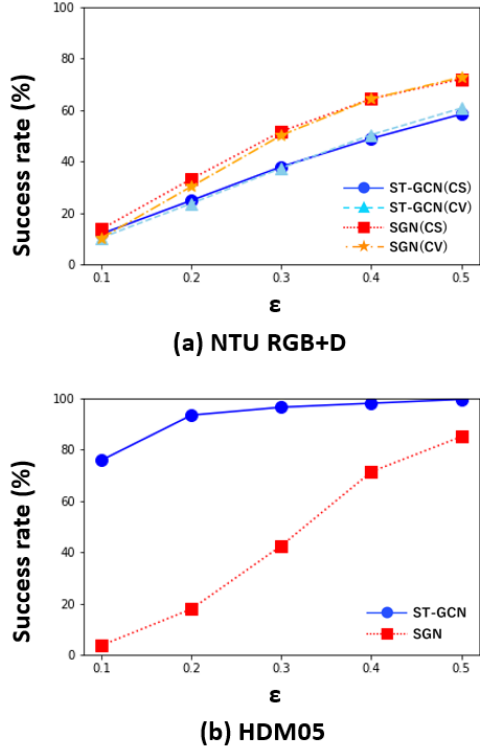 100
80
60
40
20
0
Success rate (%)
ST-GCN(CS)
ST-GCN(CV)
SGN(CS)
SGN(CV)
0.1 0.2 0.3 0.4 0.5
ε
(a) NTU RGB+D
100
80
60
40
20
0
Success rate (%)
ST-GCN
SGN
0.1 0.2 0.3 0.4 0.5
ε
(b) HDM05